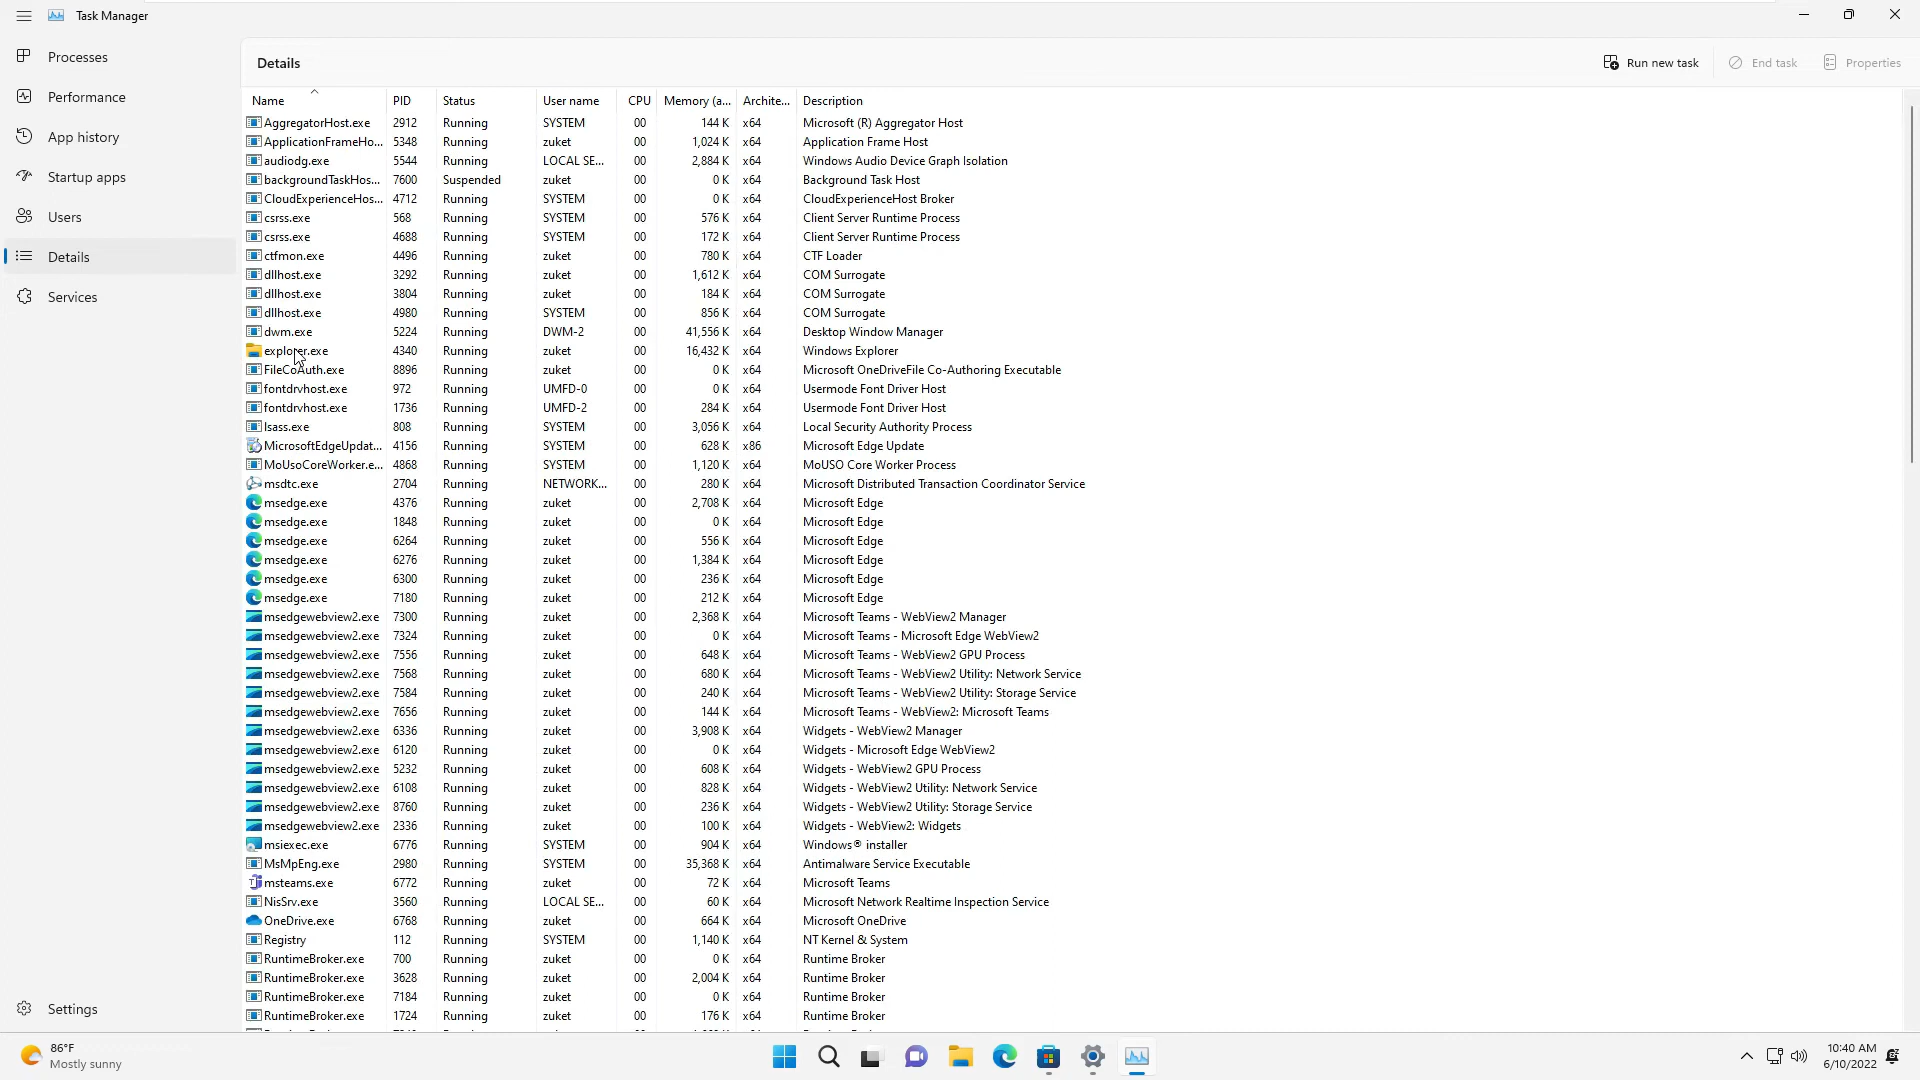 Task Manager
Processes
Performance
App history
Startup apps
Users
Details
Services
Settings
Details
Run new task
End task
Properties
Name PID Status User name CPU Memory (a... Archite... Description
AggregatorHost.exe 2912 Running SYSTEM 00 144 K x64 Microsoft (R) Aggregator Host
ApplicationFrameHo... 5348 Running zuket 00 1,024 K x64 Application Frame Host
audiodg.exe 5544 Running LOCAL SE... 00 2,884 K x64 Windows Audio Device Graph Isolation
backgroundTaskHos... 7600 Suspended zuket 00 0 K x64 Background Task Host
CloudExperienceHos... 4712 Running SYSTEM 00 0 K x64 CloudExperienceHost Broker
csrss.exe 568 Running SYSTEM 00 576 K x64 Client Server Runtime Process
csrss.exe 4688 Running SYSTEM 00 172 K x64 Client Server Runtime Process
ctfmon.exe 4496 Running zuket 00 780 K x64 CTF Loader
dllhost.exe 3292 Running zuket 00 1,612 K x64 COM Surrogate
dllhost.exe 3804 Running zuket 00 184 K x64 COM Surrogate
dllhost.exe 4980 Running SYSTEM 00 856 K x64 COM Surrogate
dwm.exe 5224 Running DWM-2 00 41,556 K x64 Desktop Window Manager
explorer.exe 4340 Running zuket 00 16,432 K x64 Windows Explorer
FileCoAuth.exe 8896 Running zuket 00 0 K x64 Microsoft OneDriveFile Co-Authoring Executable
fontdrvhost.exe 972 Running UMFD-0 00 0 K x64 Usermode Font Driver Host
fontdrvhost.exe 1736 Running UMFD-2 00 284 K x64 Usermode Font Driver Host
lsass.exe 808 Running SYSTEM 00 3,056 K x64 Local Security Authority Process
MicrosoftEdgeUpdat... 4156 Running SYSTEM 00 628 K x86 Microsoft Edge Update
MoUsoCoreWorker.e... 4868 Running SYSTEM 00 1,120 K x64 MoUSO Core Worker Process
msdtc.exe 2704 Running NETWORK... 00 280 K x64 Microsoft Distributed Transaction Coordinator Service
msedge.exe 4376 Running zuket 00 2,708 K x64 Microsoft Edge
msedge.exe 1848 Running zuket 00 0 K x64 Microsoft Edge
msedge.exe 6264 Running zuket 00 556 K x64 Microsoft Edge
msedge.exe 6276 Running zuket 00 1,384 K x64 Microsoft Edge
msedge.exe 6300 Running zuket 00 236 K x64 Microsoft Edge
msedge.exe 7180 Running zuket 00 212 K x64 Microsoft Edge
msedgewebview2.exe 7300 Running zuket 00 2,368 K x64 Microsoft Teams - WebView2 Manager
msedgewebview2.exe 7324 Running zuket 00 0 K x64 Microsoft Teams - Microsoft Edge WebView2
msedgewebview2.exe 7556 Running zuket 00 648 K x64 Microsoft Teams - WebView2 GPU Process
msedgewebview2.exe 7568 Running zuket 00 680 K x64 Microsoft Teams - WebView2 Utility: Network Service
msedgewebview2.exe 7584 Running zuket 00 240 K x64 Microsoft Teams - WebView2 Utility: Storage Service
msedgewebview2.exe 7656 Running zuket 00 144 K x64 Microsoft Teams - WebView2: Microsoft Teams
msedgewebview2.exe 6336 Running zuket 00 3,908 K x64 Widgets - WebView2 Manager
msedgewebview2.exe 6120 Running zuket 00 0 K x64 Widgets - Microsoft Edge WebView2
msedgewebview2.exe 5232 Running zuket 00 608 K x64 Widgets - WebView2 GPU Process
msedgewebview2.exe 6108 Running zuket 00 828 K x64 Widgets - WebView2 Utility: Network Service
msedgewebview2.exe 8760 Running zuket 00 236 K x64 Widgets - WebView2 Utility: Storage Service
msedgewebview2.exe 2336 Running zuket 00 100 K x64 Widgets - WebView2: Widgets
msiexec.exe 6776 Running SYSTEM 00 904 K x64 Windows® installer
MsMpEng.exe 2980 Running SYSTEM 00 35,368 K x64 Antimalware Service Executable
msteams.exe 6772 Running zuket 00 72 K x64 Microsoft Teams
NisSrv.exe 3560 Running LOCAL SE... 00 60 K x64 Microsoft Network Realtime Inspection Service
OneDrive.exe 6768 Running zuket 00 664 K x64 Microsoft OneDrive
Registry 112 Running SYSTEM 00 1,140 K x64 NT Kernel & System
RuntimeBroker.exe 700 Running zuket 00 0 K x64 Runtime Broker
RuntimeBroker.exe 3628 Running zuket 00 2,004 K x64 Runtime Broker
RuntimeBroker.exe 7184 Running zuket 00 0 K x64 Runtime Broker
RuntimeBroker.exe 1724 Running zuket 00 176 K x64 Runtime Broker
86°F
Mostly sunny
10:40 AM
6/10/2022